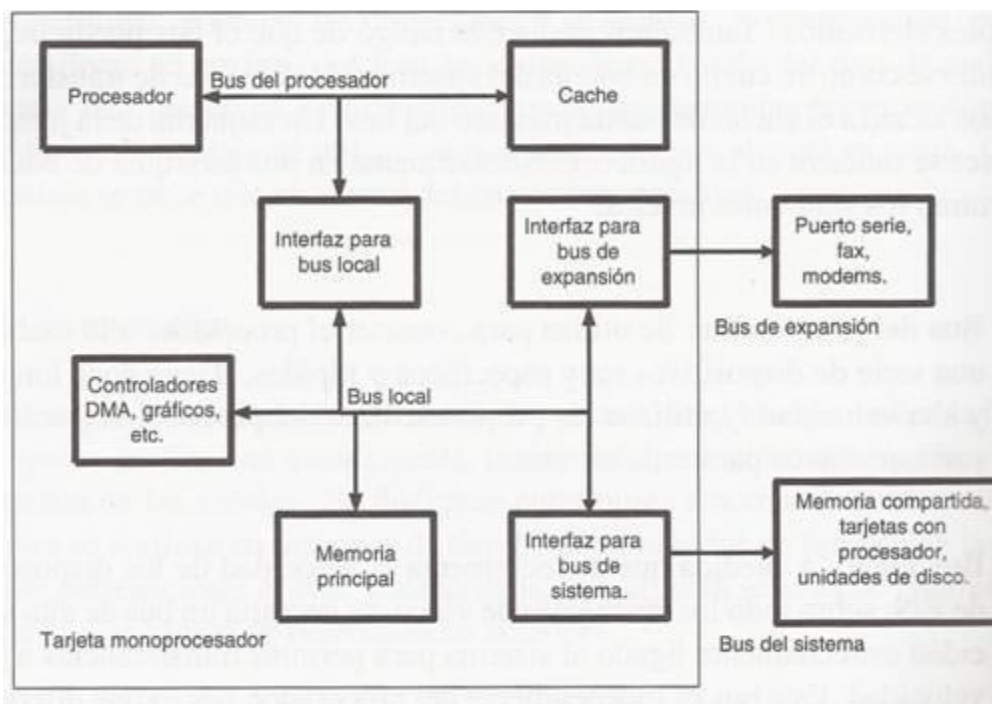 Procesador
Bus del procesador
Cache
Interfaz para
bus local
Interfaz para
bus de
expansión
Puerto serie,
fax,
modems.
Bus de expansión
Controladores
DMA, gráficos,
etc.
Bus local
Memoria
principal
Interfaz para
bus de
sistema.
Memoria compartida,
tarjetas con
procesador,
unidades de disco.
Tarjeta monoprocesador
Bus del sistema